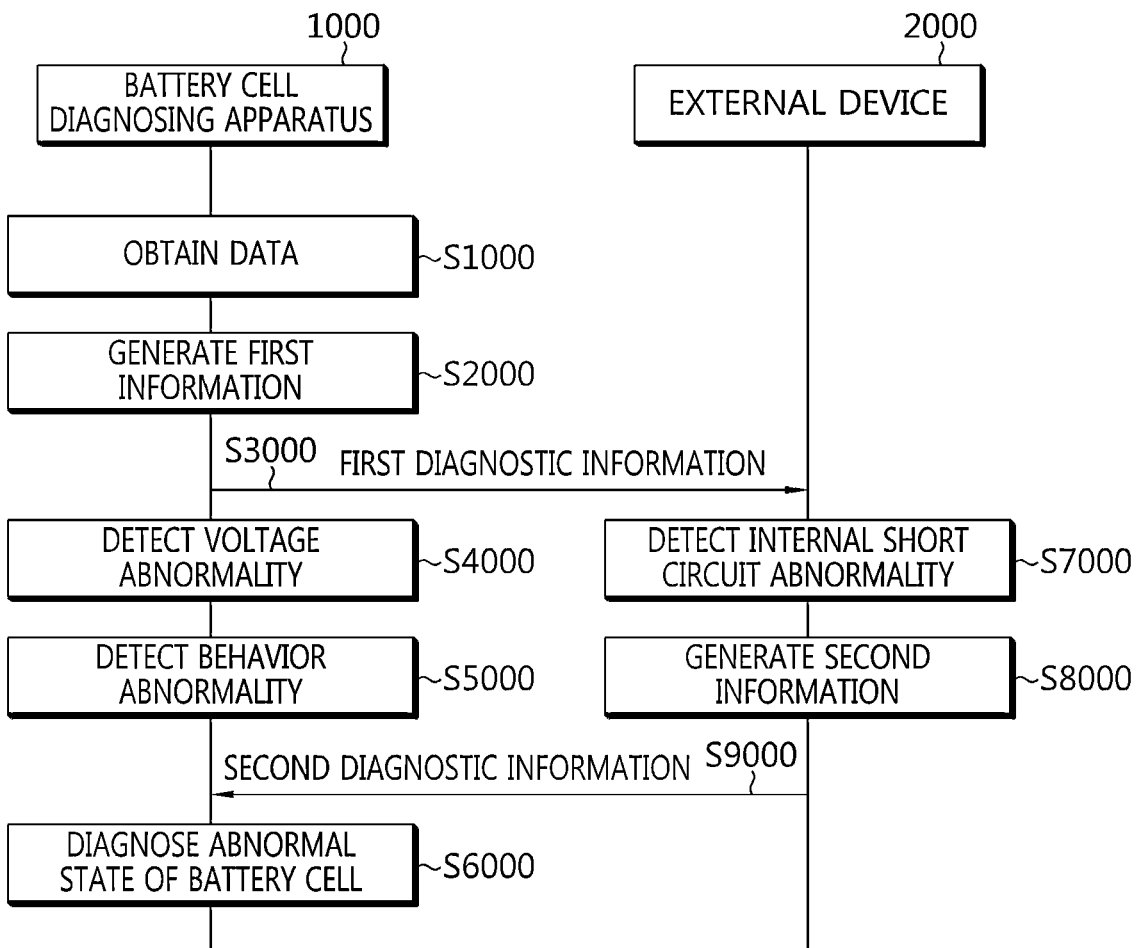 1000
2000
BATTERY CELL
DIAGNOSING APPARATUS
EXTERNAL DEVICE
OBTAIN DATA
S1000
GENERATE FIRST
INFORMATION
S2000
S3000
FIRST DIAGNOSTIC INFORMATION
DETECT VOLTAGE
ABNORMALITY
S4000
DETECT INTERNAL SHORT
CIRCUIT ABNORMALITY
S7000
DETECT BEHAVIOR
ABNORMALITY
S5000
GENERATE SECOND
INFORMATION
S8000
SECOND DIAGNOSTIC INFORMATION
S9000
DIAGNOSE ABNORMAL
STATE OF BATTERY CELL
S6000